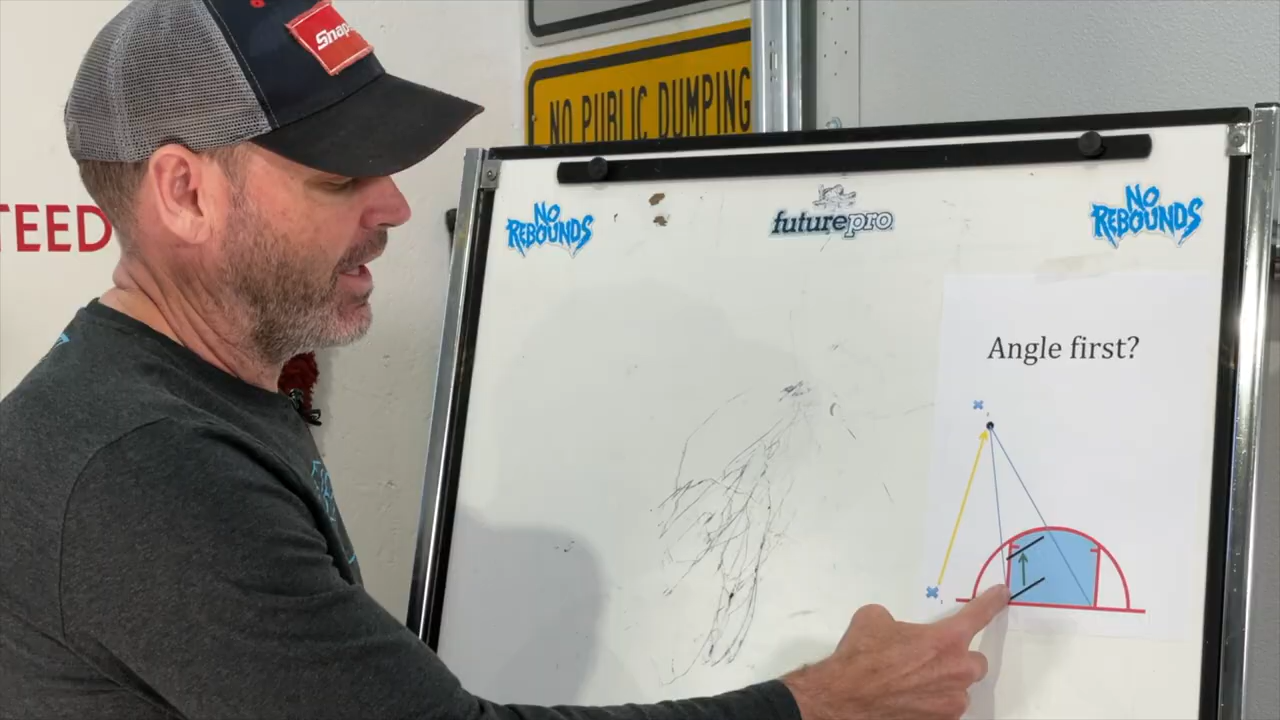 Snap
NO PUBLIC DUMPING
TEED
NO
REBOUNDS
futurepro
NO
REBOUNDS
Angle first?